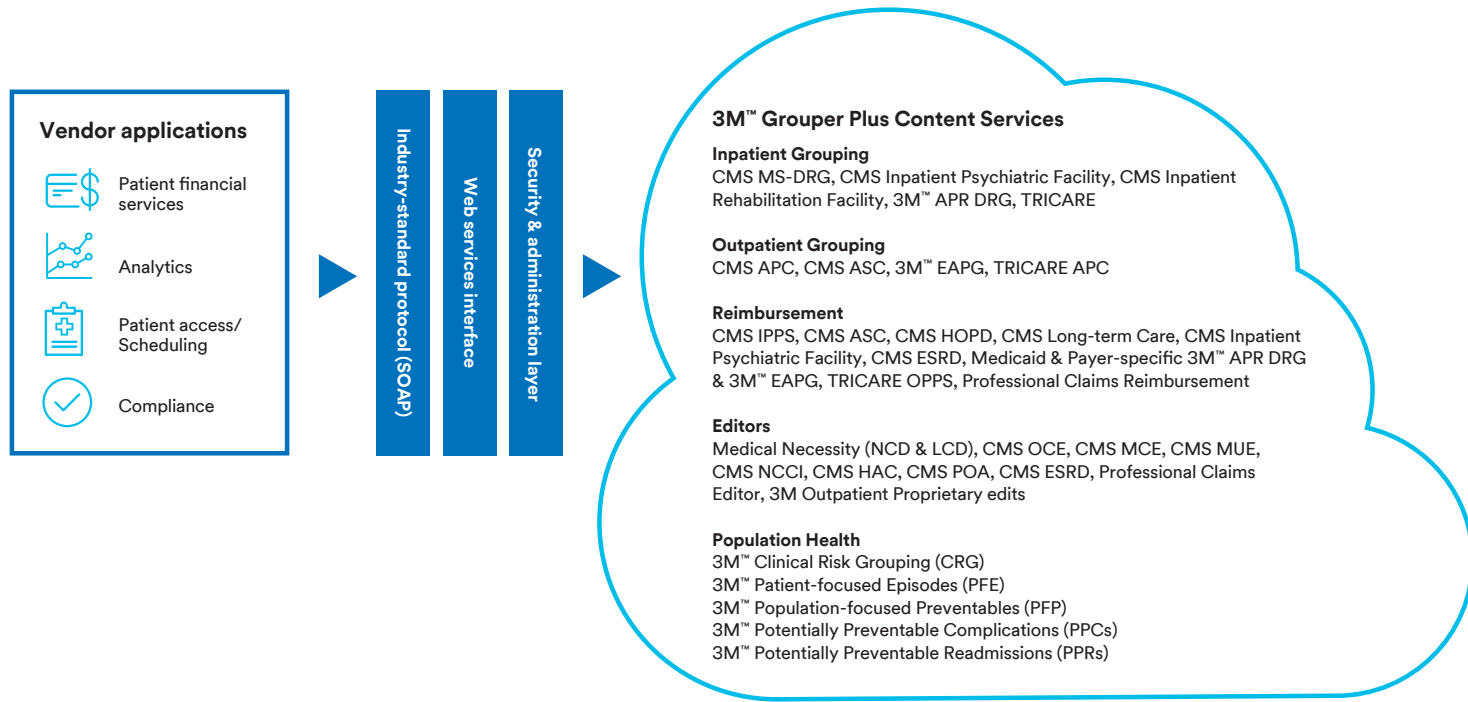 Vendor applications
Patient financial
services
Analytics
Patient access/
Scheduling
Compliance
Industry-standard protocol (SOAP)
Web services interface
Security & administration layer
3M™ Grouper Plus Content Services
Inpatient Grouping
CMS MS-DRG, CMS Inpatient Psychiatric Facility, CMS Inpatient
Rehabilitation Facility, 3M™ APR DRG, TRICARE
Outpatient Grouping
CMS APC, CMS ASC, 3M™ EAPG, TRICARE APC
Reimbursement
CMS IPPS, CMS ASC, CMS HOPD, CMS Long-term Care, CMS Inpatient
Psychiatric Facility, CMS ESRD, Medicaid & Payer-specific 3M™ APR DRG
& 3M™ EAPG, TRICARE OPPS, Professional Claims Reimbursement
Editors
Medical Necessity (NCD & LCD), CMS OCE, CMS MCE, CMS MUE,
CMS NCCI, CMS HAC, CMS POA, CMS ESRD, Professional Claims
Editor, 3M Outpatient Proprietary edits
Population Health
3M™ Clinical Risk Grouping (CRG)
3M™ Patient-focused Episodes (PFE)
3M™ Population-focused Preventables (PFP)
3M™ Potentially Preventable Complications (PPCs)
3M™ Potentially Preventable Readmissions (PPRs)